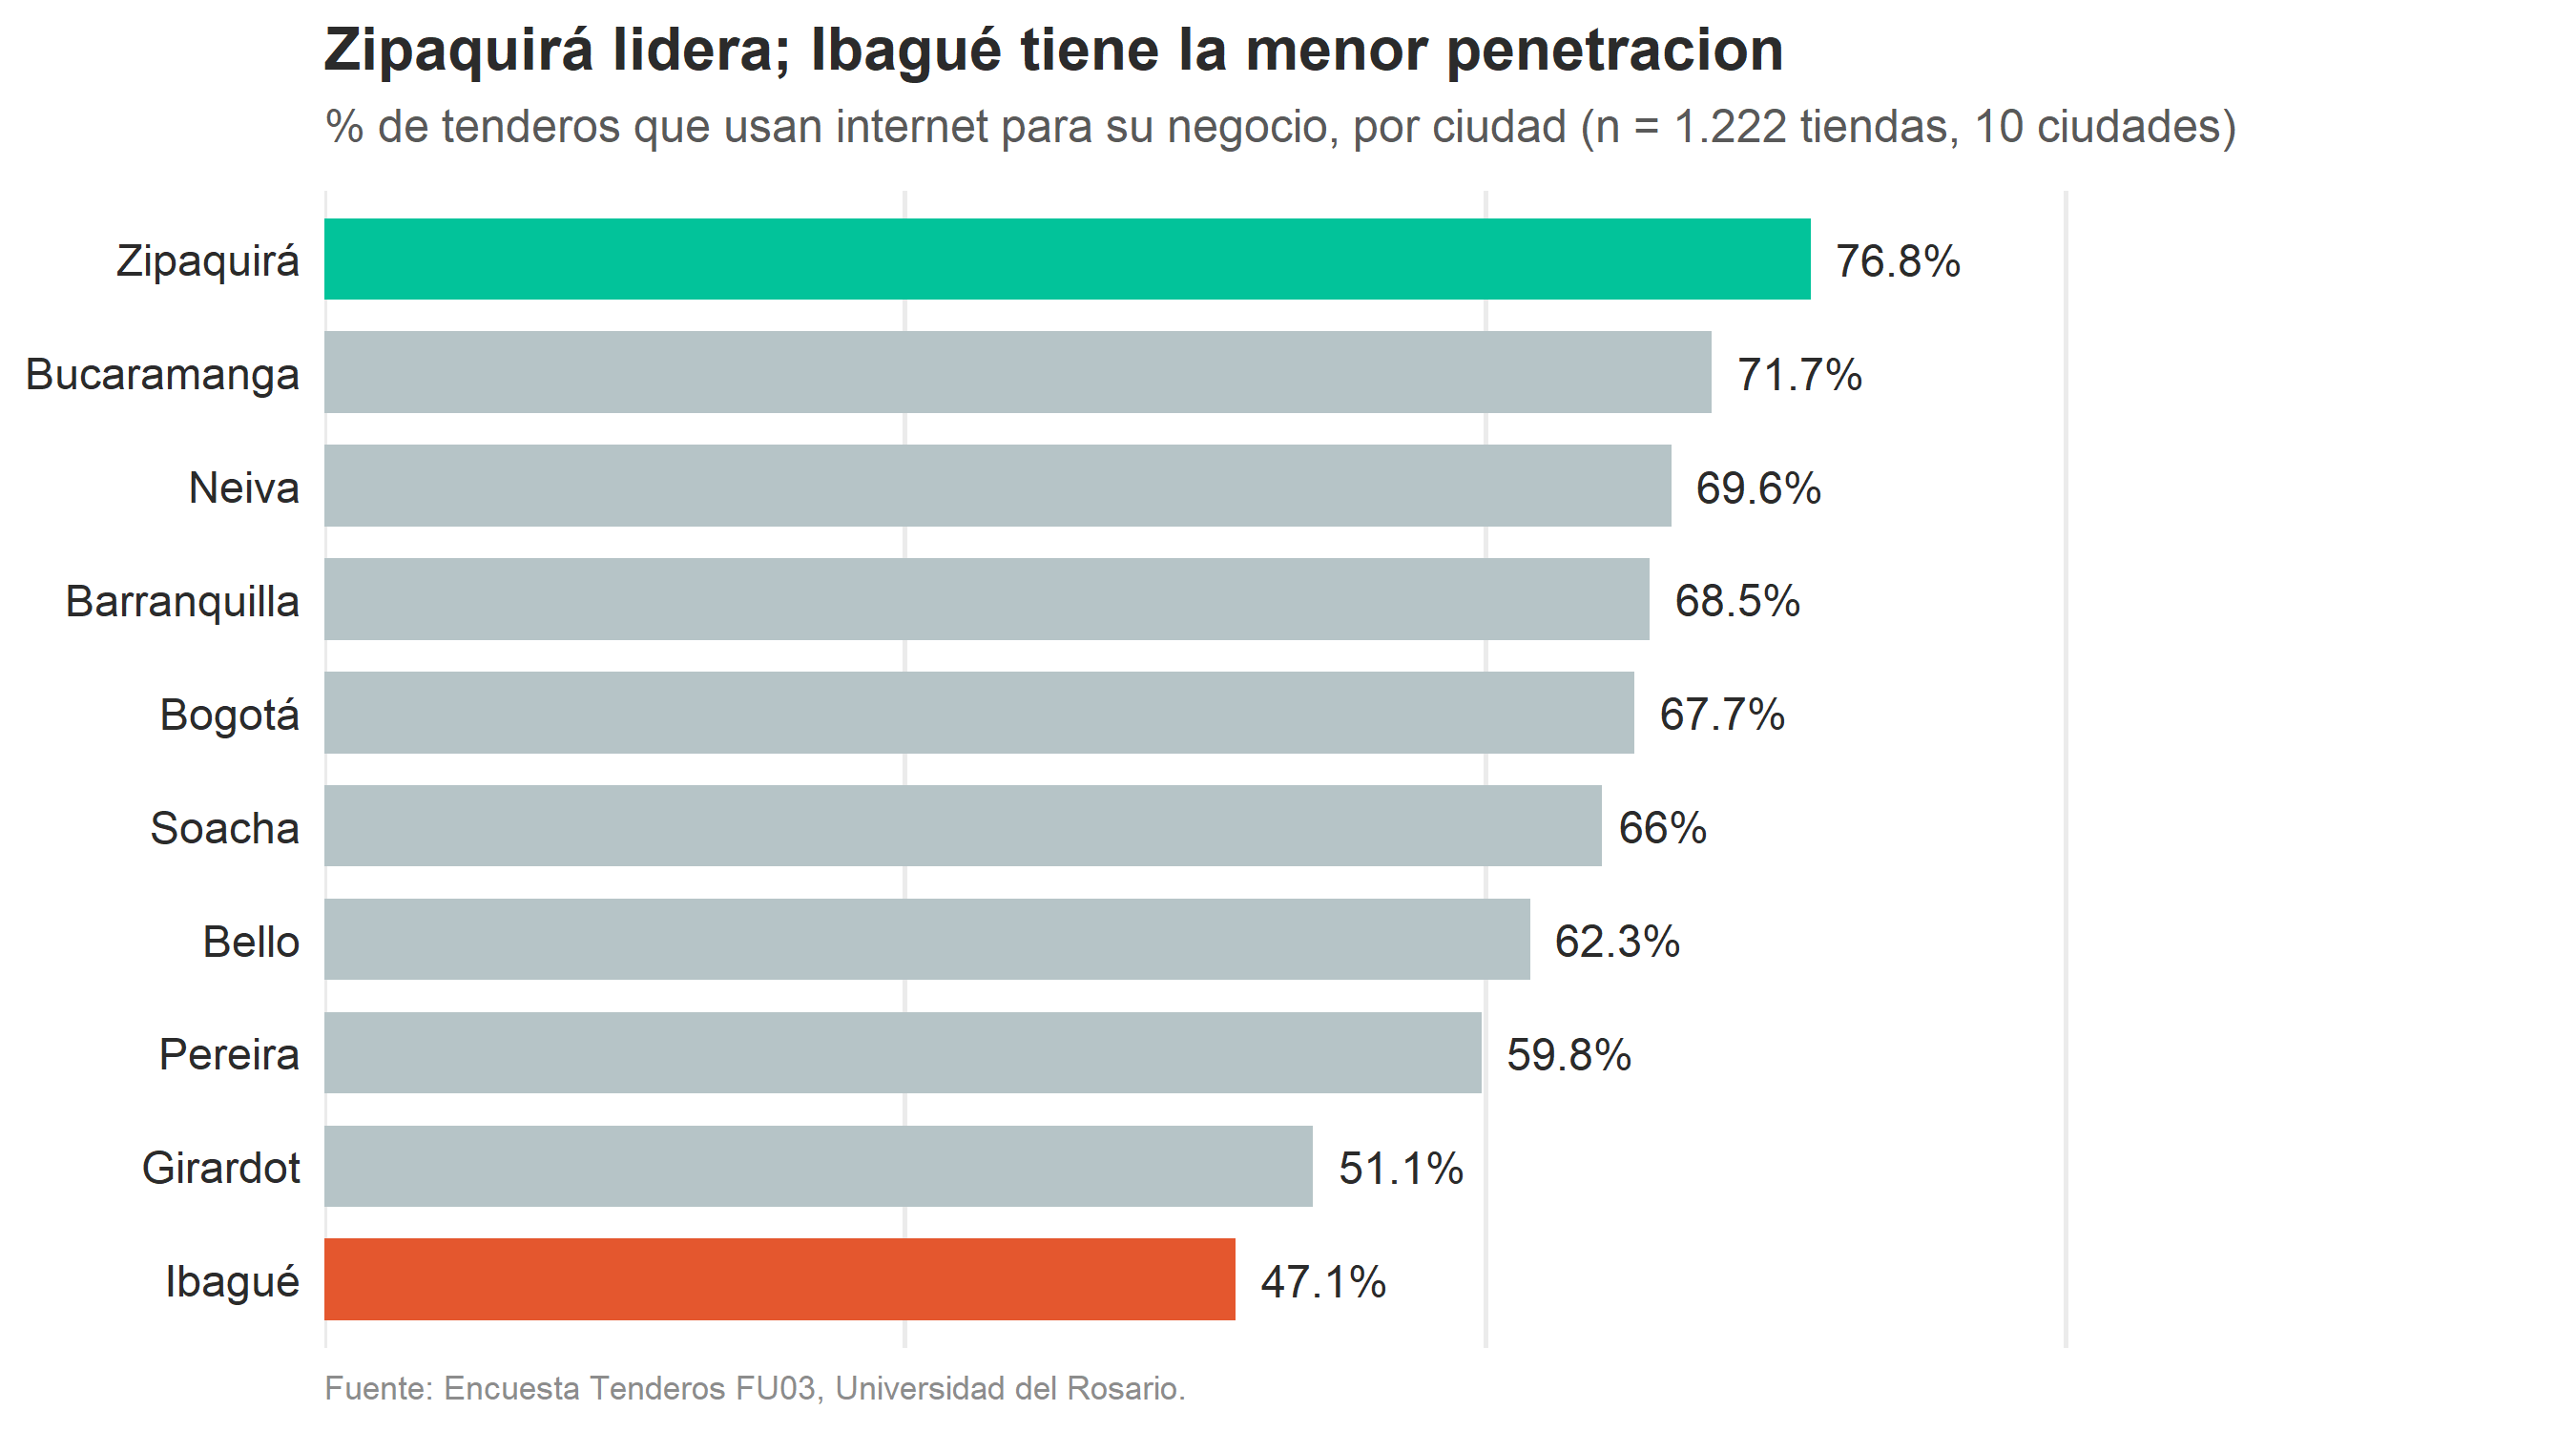 Zipaquirá lidera; Ibagué tiene la menor penetracion
% de tenderos que usan internet para su negocio, por ciudad (n = 1.222 tiendas, 10 ciudades)
Zipaquirá 76.8%
Bucaramanga 71.7%
Neiva 69.6%
Barranquilla 68.5%
Bogotá 67.7%
Soacha 66%
Bello 62.3%
Pereira 59.8%
Girardot 51.1%
Ibagué 47.1%
Fuente: Encuesta Tenderos FU03, Universidad del Rosario.